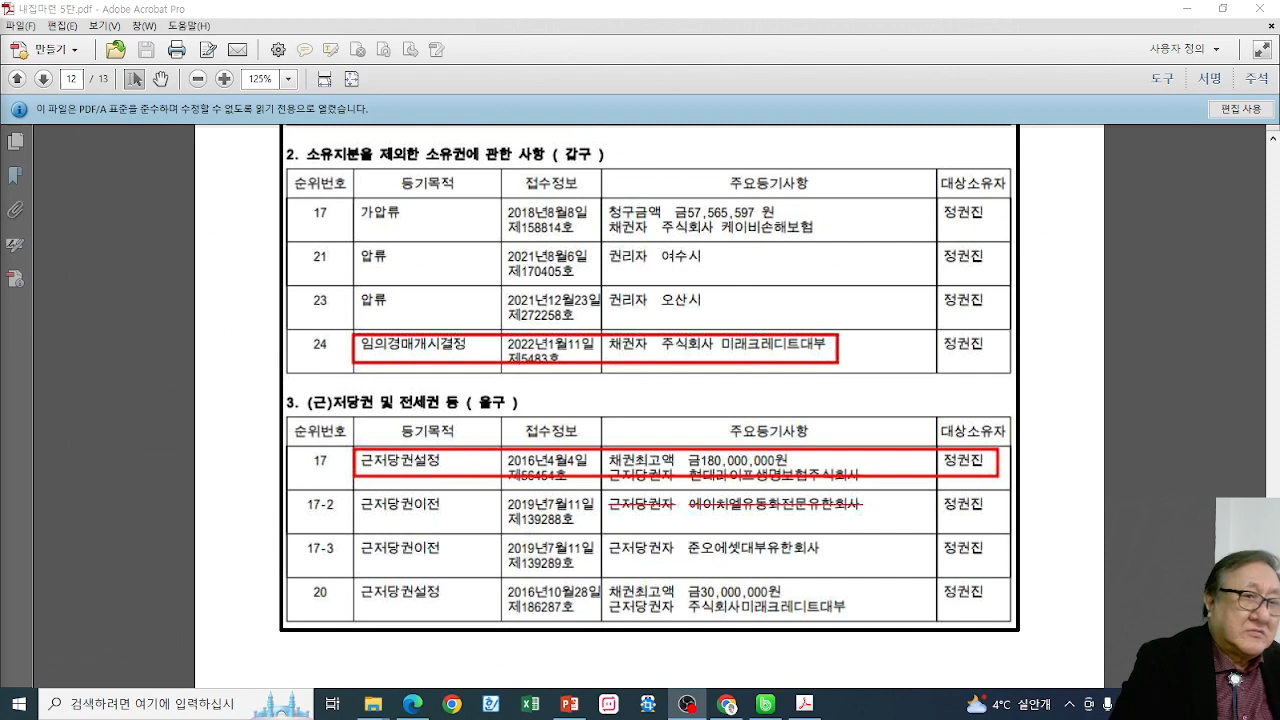 내집마련 5단.pdf - Adobe Acrobat Pro
파일(F) 편집(E) 보기(V) 창(W) 도움말(H)
만들기 사용자 정의
12 / 13 125% 도구 서명 주석
이 파일은 PDF/A 표준을 준수하며 수정할 수 없도록 읽기 전용으로 열렸습니다. 편집 사용
2. 소유지분을 제외한 소유권에 관한 사항 ( 갑구 )
순위번호 등기목적 접수정보 주요등기사항 대상소유자
17 가압류 2018년8월8일 청구금액 금57,565,597 원 정권진
제158814호 채권자 주식회사 케이비손해보험
21 압류 2021년8월6일 권리자 여수시 정권진
제170405호
23 압류 2021년12월23일 권리자 오산시 정권진
제272258호
24 임의경매개시결정 2022년1월11일 채권자 주식회사 미래크레디트대부 정권진
제5483호
3. (근)저당권 및 전세권 등 ( 을구 )
순위번호 등기목적 접수정보 주요등기사항 대상소유자
17 근저당권설정 2016년4월4일 채권최고액 금180,000,000원 정권진
근저당권자 현대라이프생명보험주식회사
17-2 근저당권이전 2019년7월11일 근저당권자 에이치엘유동화전문유한회사 정권진
제139288호
17-3 근저당권이전 2019년7월11일 근저당권자 준오에셋대부유한회사 정권진
제139289호
20 근저당권설정 2016년10월28일 채권최고액 금30,000,000원 정권진
제186287호 근저당권자 주식회사미래크레디트대부
검색하려면 여기에 입력하십시 4°C 실안개